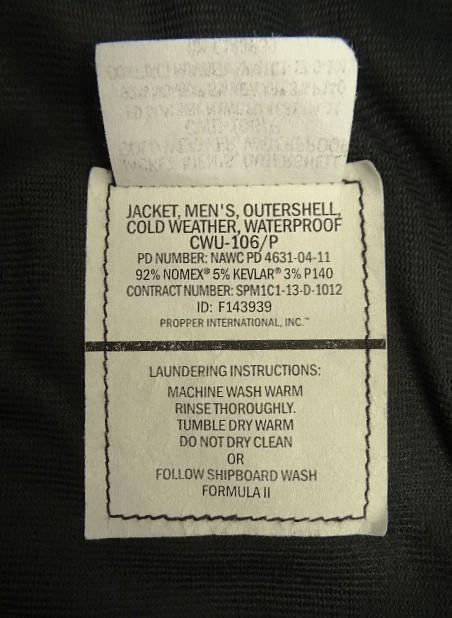 JACKET, MEN'S, OUTERSHELL,
COLD WEATHER, WATERPROOF
CWU-106/P
PD NUMBER: NAWC PD 4631-04-11
92% NOMEX® 5% KEVLAR® 3% P140
CONTRACT NUMBER: SPM1C1-13-D-1012
ID: F143939
PROPPER INTERNATIONAL, INC.™
LAUNDERING INSTRUCTIONS:
MACHINE WASH WARM
RINSE THOROUGHLY.
TUMBLE DRY WARM
DO NOT DRY CLEAN
OR
FOLLOW SHIPBOARD WASH
FORMULA II